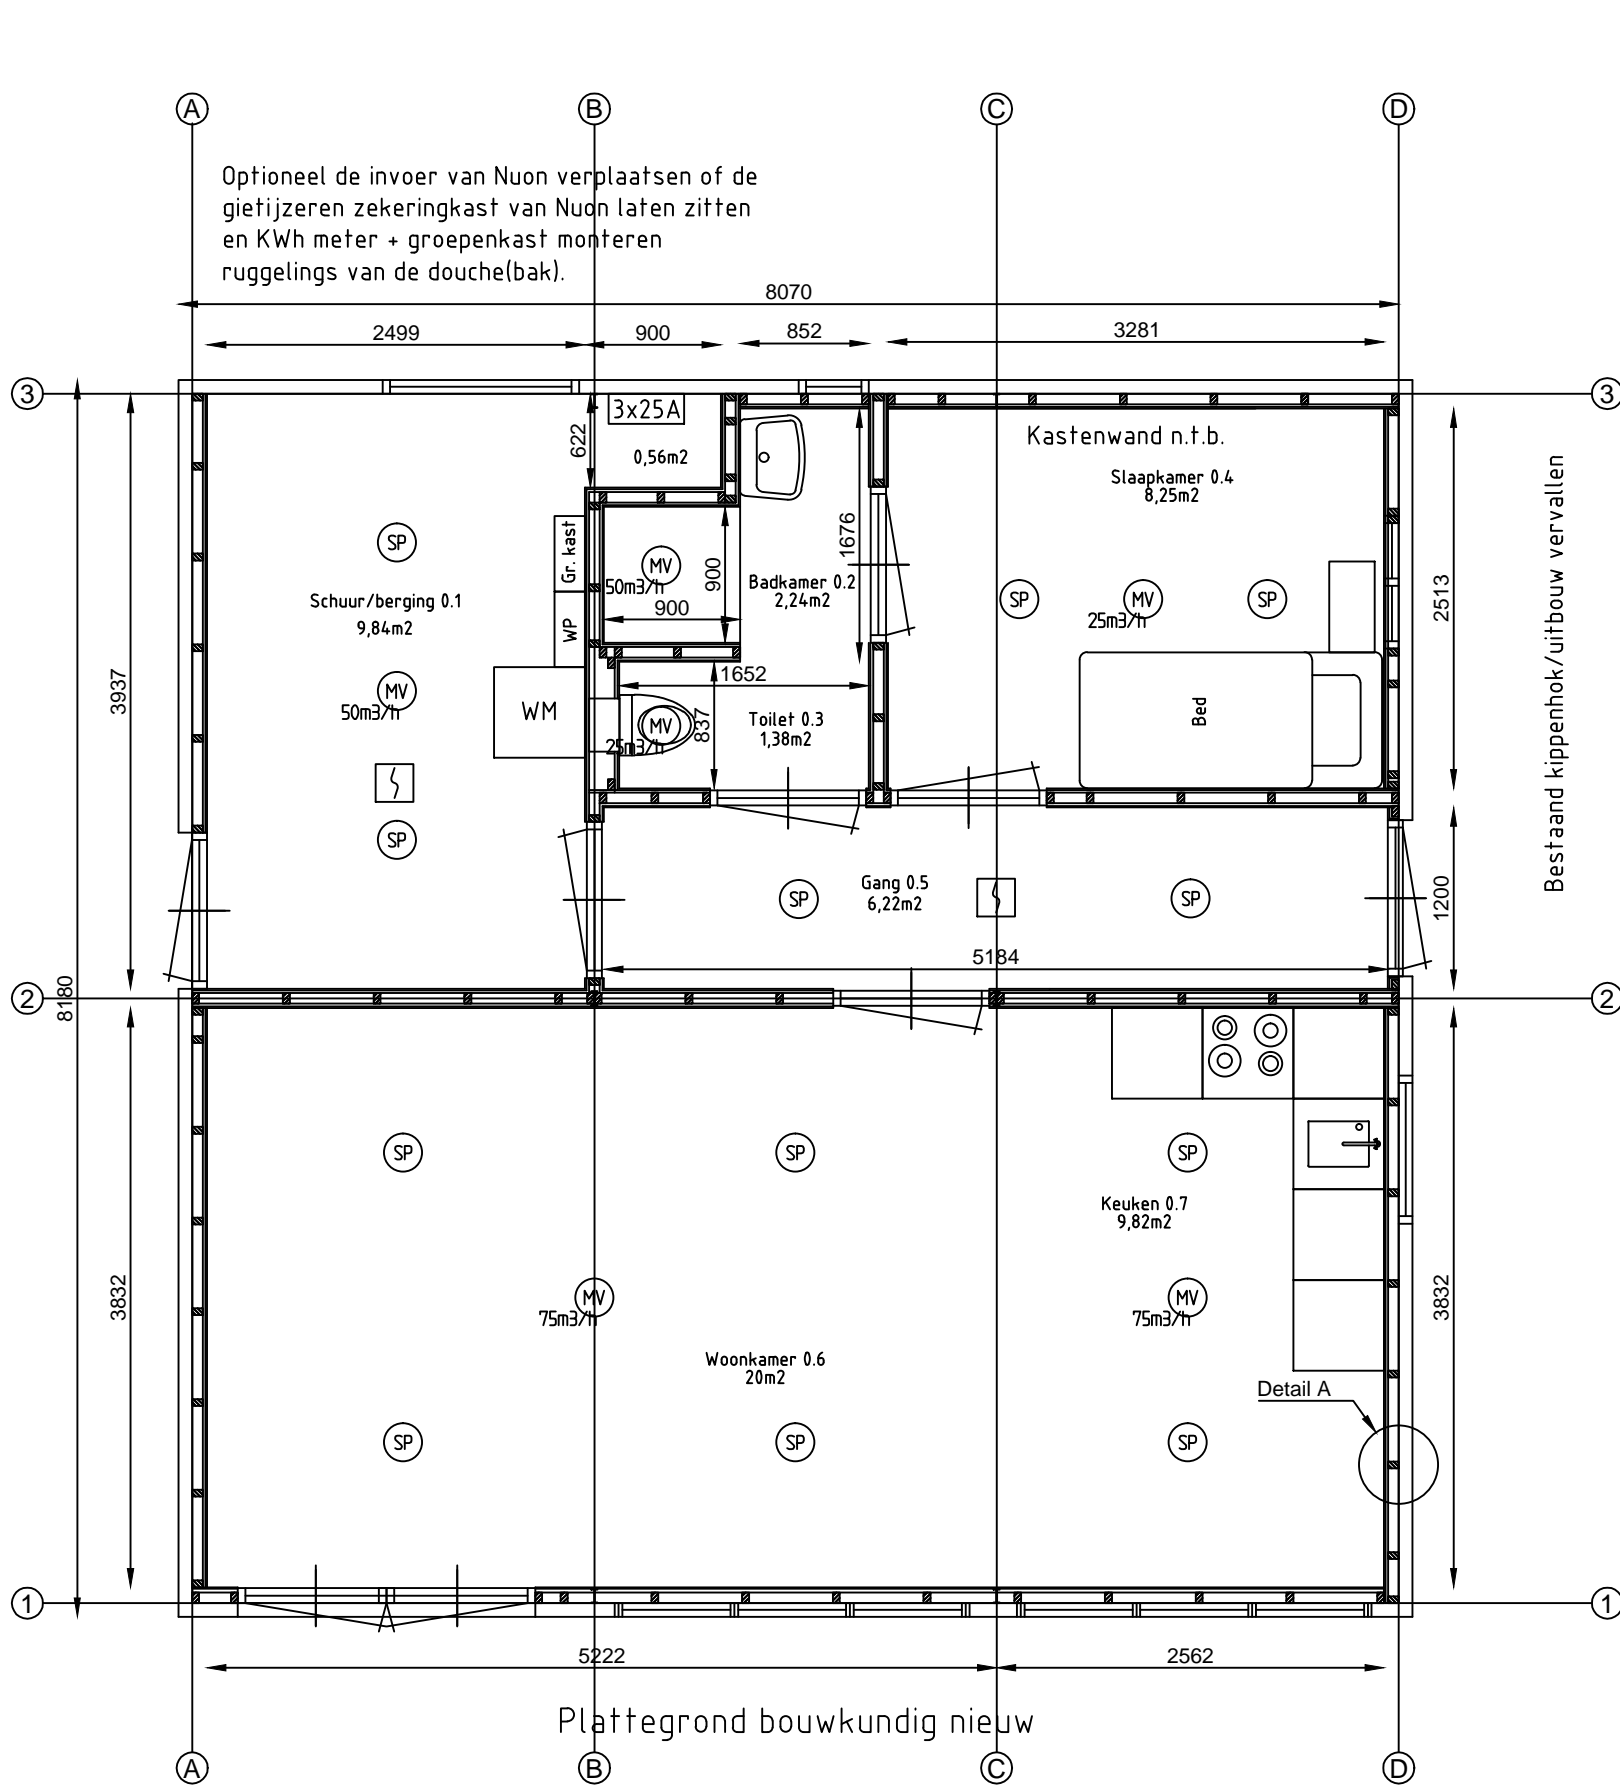 A
B
C
D
Optioneel de invoer van Nuon verplaatsen of de
gietijzeren zekeringkast van Nuon laten zitten
en KWh meter + groepenkast monteren
ruggelings van de douche(bak).
8070
2499
900
852
3281
3
3
3x25A
622
0,56m2
Kastenwand n.t.b.
Slaapkamer 0.4
8,25m2
Bestaand kippenhok/uitbouw vervallen
SP
Gr. kast
MV
50m3/h
900
900
1676
Badkamer 0.2
2,24m2
SP
MV
25m3/h
SP
2513
Schuur/berging 0.1
9,84m2
WP
3937
MV
50m3/h
WM
1652
MV
25m3/h
837
Toilet 0.3
1,38m2
Bed
SP
Gang 0.5
6,22m2
SP
SP
1200
5184
2
2
8180
SP
SP
SP
Keuken 0.7
9,82m2
3832
MV
75m3/h
MV
75m3/h
3832
Woonkamer 0.6
20m2
Detail A
SP
SP
SP
1
1
5222
2562
Plattegrond bouwkundig nieuw
A
B
C
D